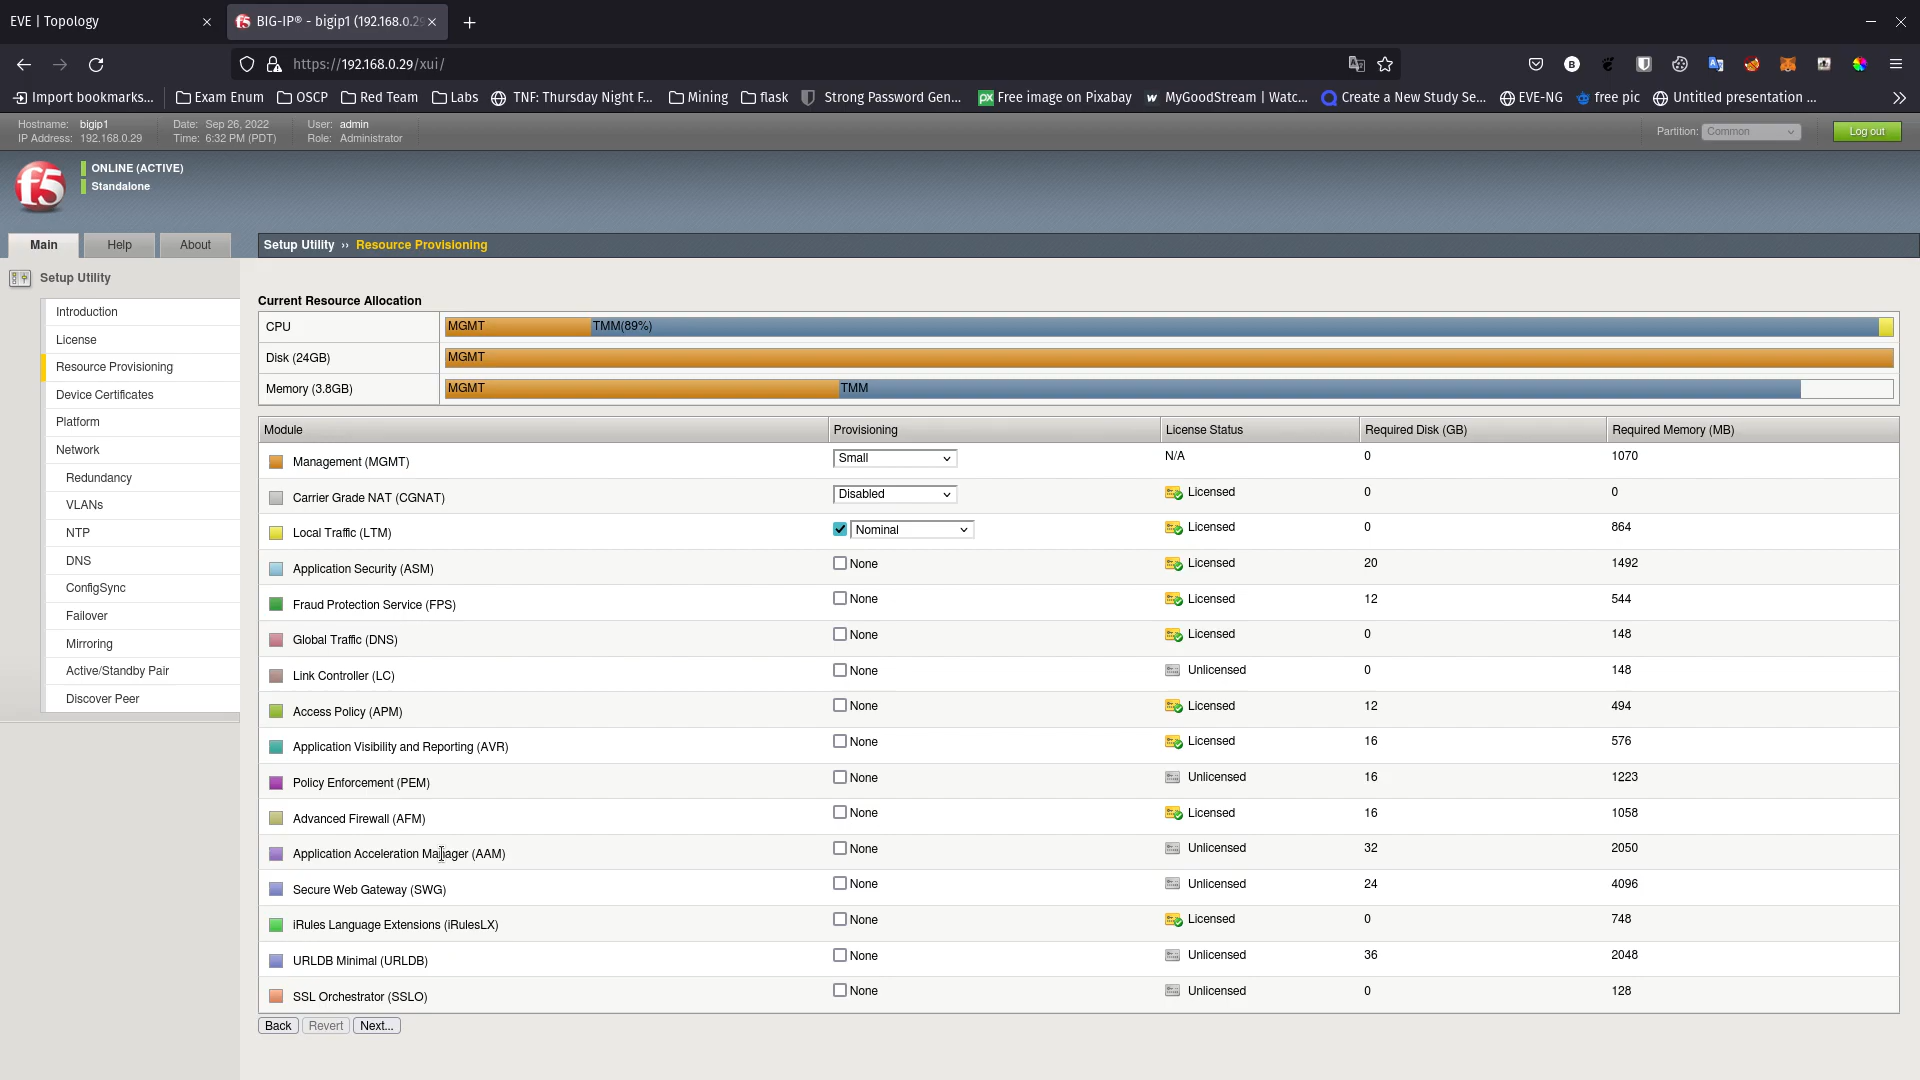 EVE | Topology
BIG-IP® - bigip1 (192.168.0.29
https://192.168.0.29/xui/
Import bookmarks...
Exam Enum
OSCP
Red Team
Labs
TNF: Thursday Night F...
Mining
flask
Strong Password Gen...
Free image on Pixabay
MyGoodStream | Watc...
Create a New Study Se...
EVE-NG
free pic
Untitled presentation ...
Hostname: bigip1 Date: Sep 26, 2022 User: admin
IP Address: 192.168.0.29 Time: 6:32 PM (PDT) Role: Administrator
Partition: Common Log out
f5
ONLINE (ACTIVE)
Standalone
Main Help About
Setup Utility ›› Resource Provisioning
Setup Utility
Introduction
License
Resource Provisioning
Device Certificates
Platform
Network
Redundancy
VLANs
NTP
DNS
ConfigSync
Failover
Mirroring
Active/Standby Pair
Discover Peer
Current Resource Allocation
CPU MGMT TMM(89%)
Disk (24GB) MGMT
Memory (3.8GB) MGMT TMM
Module Provisioning License Status Required Disk (GB) Required Memory (MB)
Management (MGMT) Small N/A 0 1070
Carrier Grade NAT (CGNAT) Disabled Licensed 0 0
Local Traffic (LTM) Nominal Licensed 0 864
Application Security (ASM) None Licensed 20 1492
Fraud Protection Service (FPS) None Licensed 12 544
Global Traffic (DNS) None Licensed 0 148
Link Controller (LC) None Unlicensed 0 148
Access Policy (APM) None Licensed 12 494
Application Visibility and Reporting (AVR) None Licensed 16 576
Policy Enforcement (PEM) None Unlicensed 16 1223
Advanced Firewall (AFM) None Licensed 16 1058
Application Acceleration Manager (AAM) None Unlicensed 32 2050
Secure Web Gateway (SWG) None Unlicensed 24 4096
iRules Language Extensions (iRulesLX) None Licensed 0 748
URLDB Minimal (URLDB) None Unlicensed 36 2048
SSL Orchestrator (SSLO) None Unlicensed 0 128
Back Revert Next...